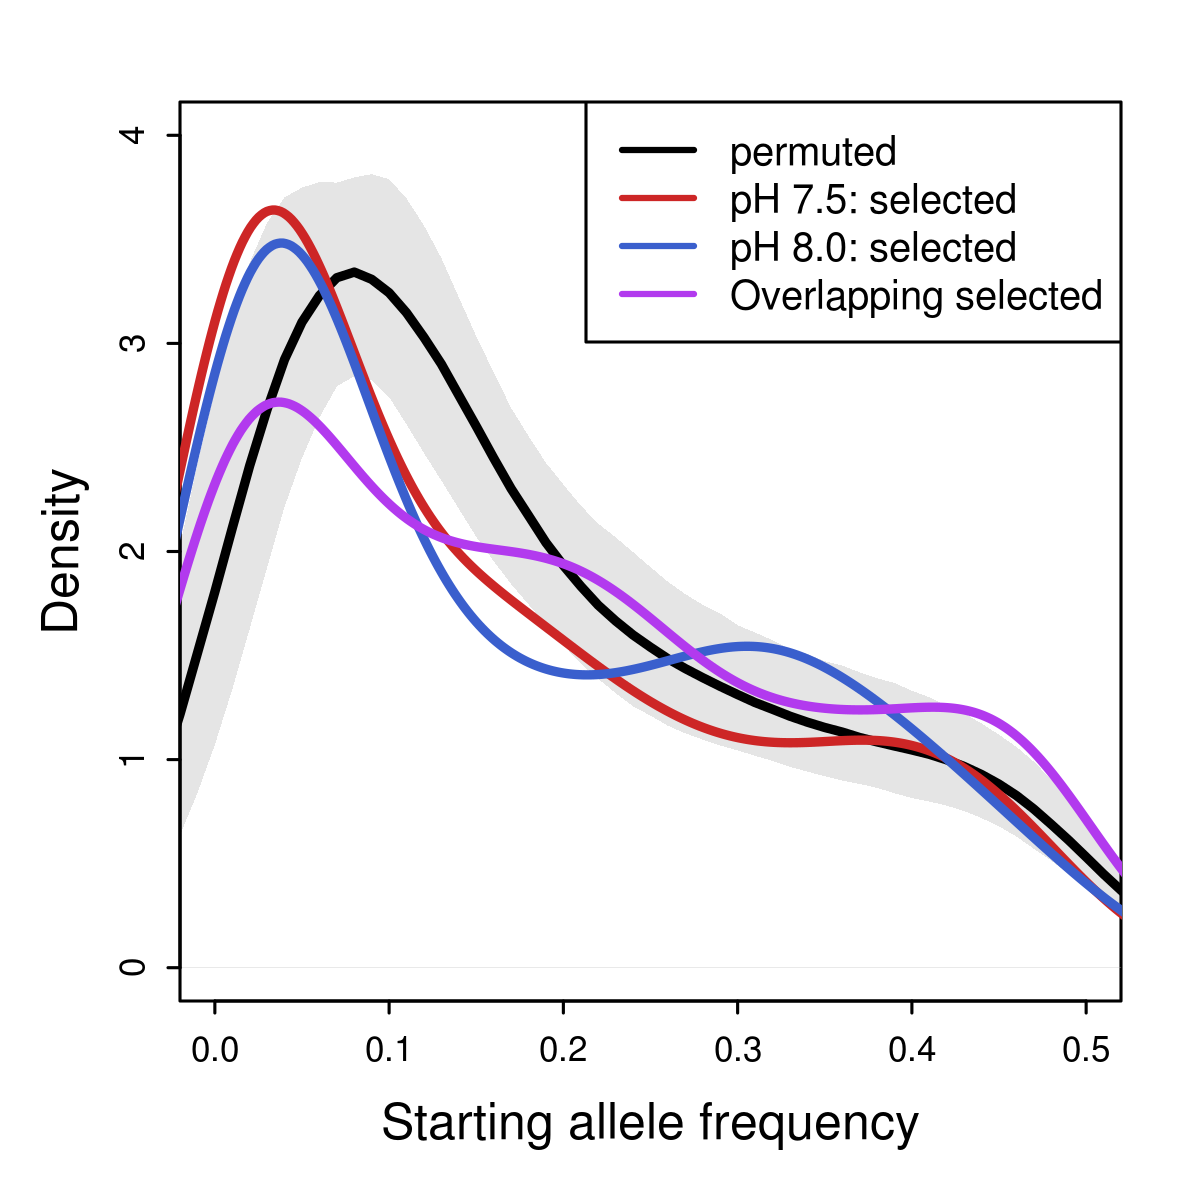 4
3
2
1
0
Density
permuted
pH 7.5: selected
pH 8.0: selected
Overlapping selected
0.0 0.1 0.2 0.3 0.4 0.5
Starting allele frequency